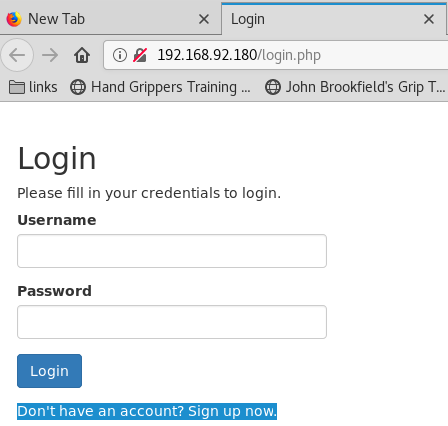 New Tab
Login
192.168.92.180/login.php
links
Hand Grippers Training ...
John Brookfield's Grip T...
Login
Please fill in your credentials to login.
Username
Password
Login
Don't have an account? Sign up now.